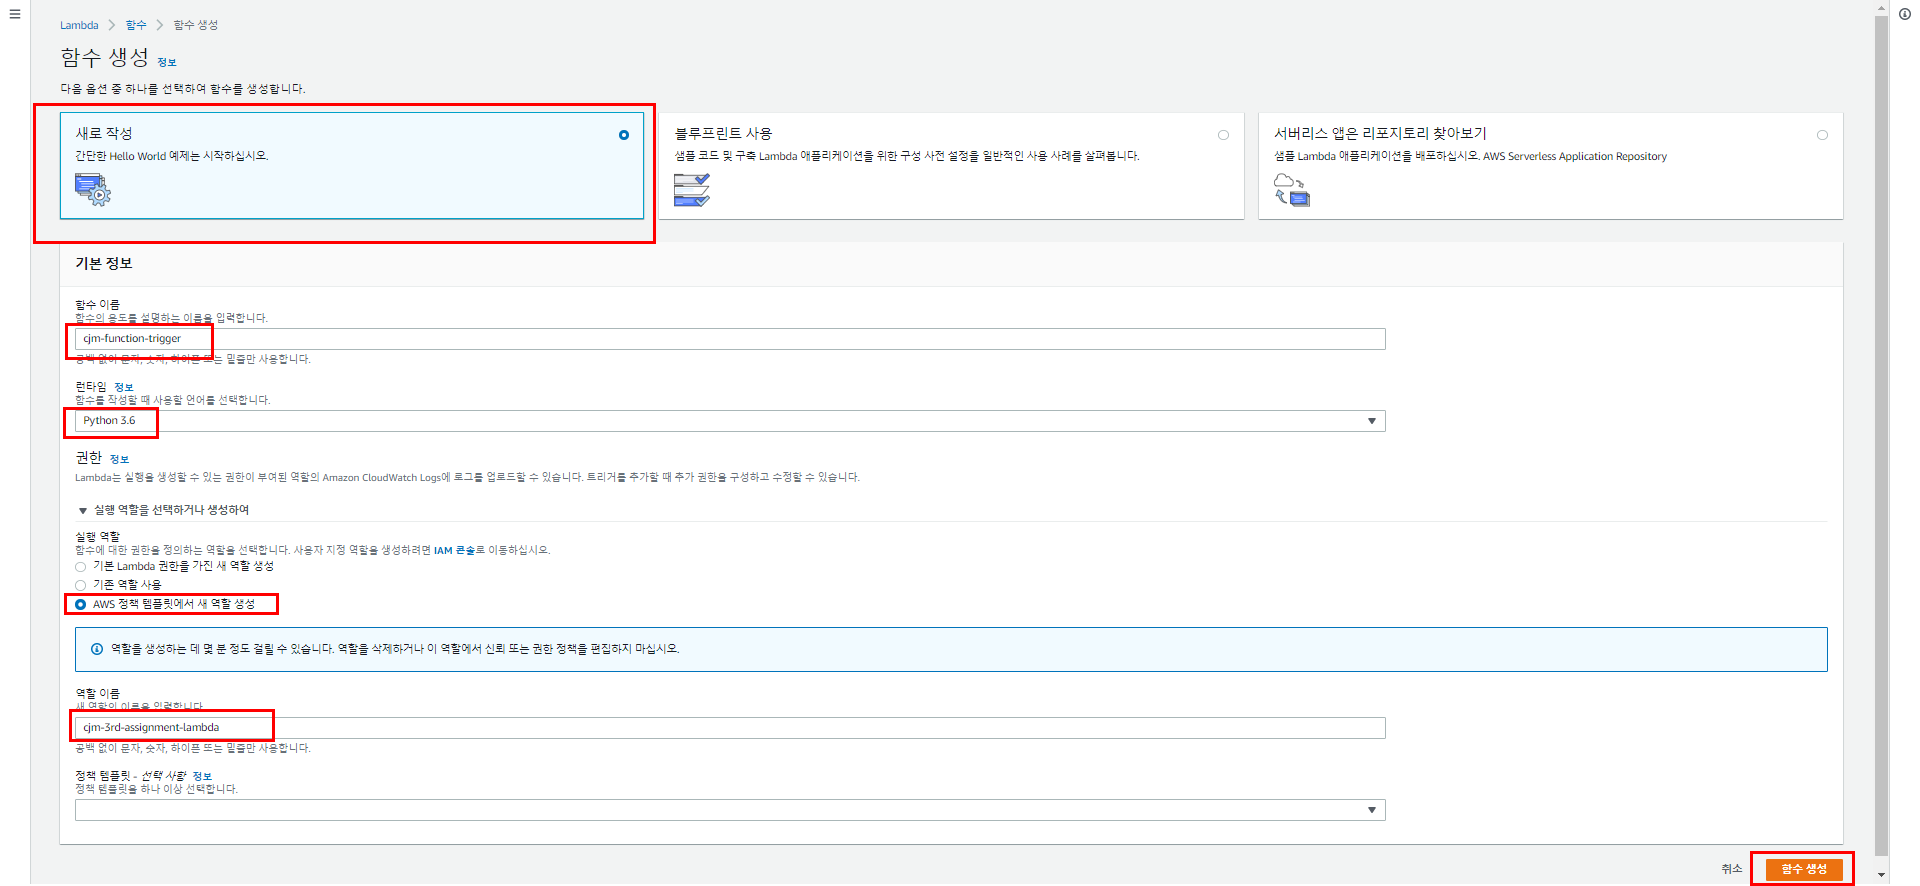 Lambda > 함수 > 함수 생성
함수 생성 정보
다음 옵션 중 하나를 선택하여 함수를 생성합니다.
새로 작성
간단한 Hello World 예제는 시작하십시오.
블루프린트 사용
샘플 코드 및 구축 Lambda 애플리케이션을 위한 구성 사전 설정을 일반적인 사용 사례를 살펴봅니다.
서버리스 앱은 리포지토리 찾아보기
샘플 Lambda 애플리케이션을 배포하십시오. AWS Serverless Application Repository
기본 정보
함수 이름
함수의 용도를 설명하는 이름을 입력합니다.
cjm-function-trigger
공백 없이 문자, 숫자, 하이픈 또는 밑줄만 사용합니다.
런타임 정보
함수를 작성할 때 사용할 언어를 선택합니다.
Python 3.6
권한 정보
Lambda는 실행을 생성할 수 있는 권한이 부여된 역할의 Amazon CloudWatch Logs에 로그를 업로드할 수 있습니다. 트리거를 추가할 때 추가 권한을 구성하고 수정할 수 있습니다.
실행 역할을 선택하거나 생성하여
실행 역할
함수에 대한 권한을 정의하는 역할을 선택합니다. 사용자 지정 역할을 생성하려면 IAM 콘솔로 이동하십시오.
기본 Lambda 권한을 가진 새 역할 생성
기존 역할 사용
AWS 정책 템플릿에서 새 역할 생성
역할을 생성하는 데 몇 분 정도 걸릴 수 있습니다. 역할을 삭제하거나 이 역할에서 신뢰 또는 권한 정책을 편집하지 마십시오.
역할 이름
새 역할의 이름을 입력합니다.
cjm-3rd-assignment-lambda
공백 없이 문자, 숫자, 하이픈 또는 밑줄만 사용합니다.
정책 템플릿 - 선택 사항 정보
정책 템플릿을 하나 이상 선택합니다.
취소
함수 생성